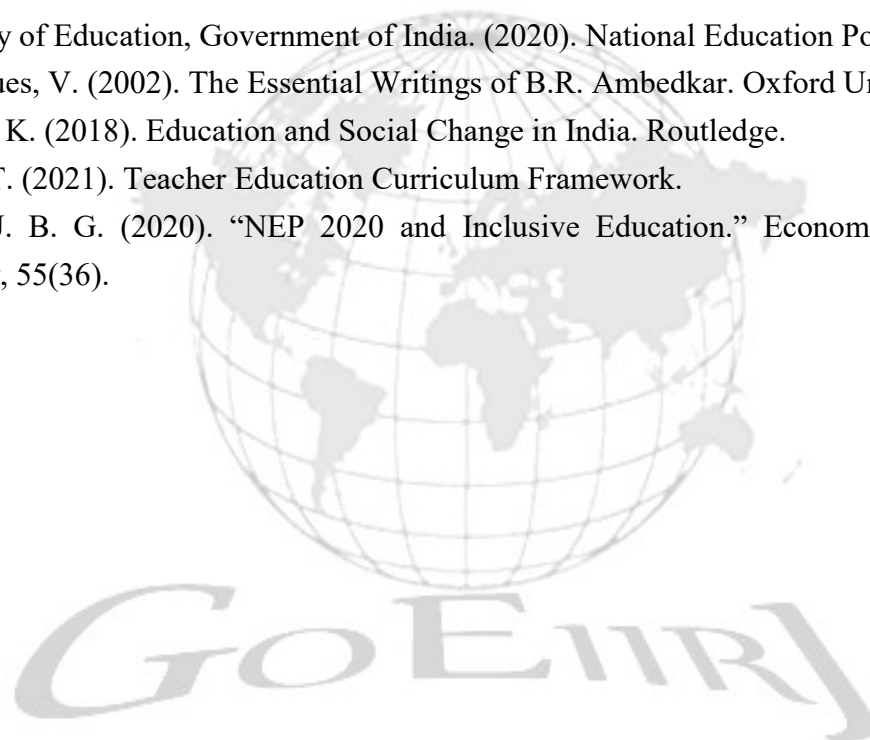 y of Education, Government of India. (2020). National Education Po
ues, V. (2002). The Essential Writings of B.R. Ambedkar. Oxford Un
K. (2018). Education and Social Change in India. Routledge.
T. (2021). Teacher Education Curriculum Framework.
J. B. G. (2020). “NEP 2020 and Inclusive Education.” Econom
, 55(36).
GOEIIRJ